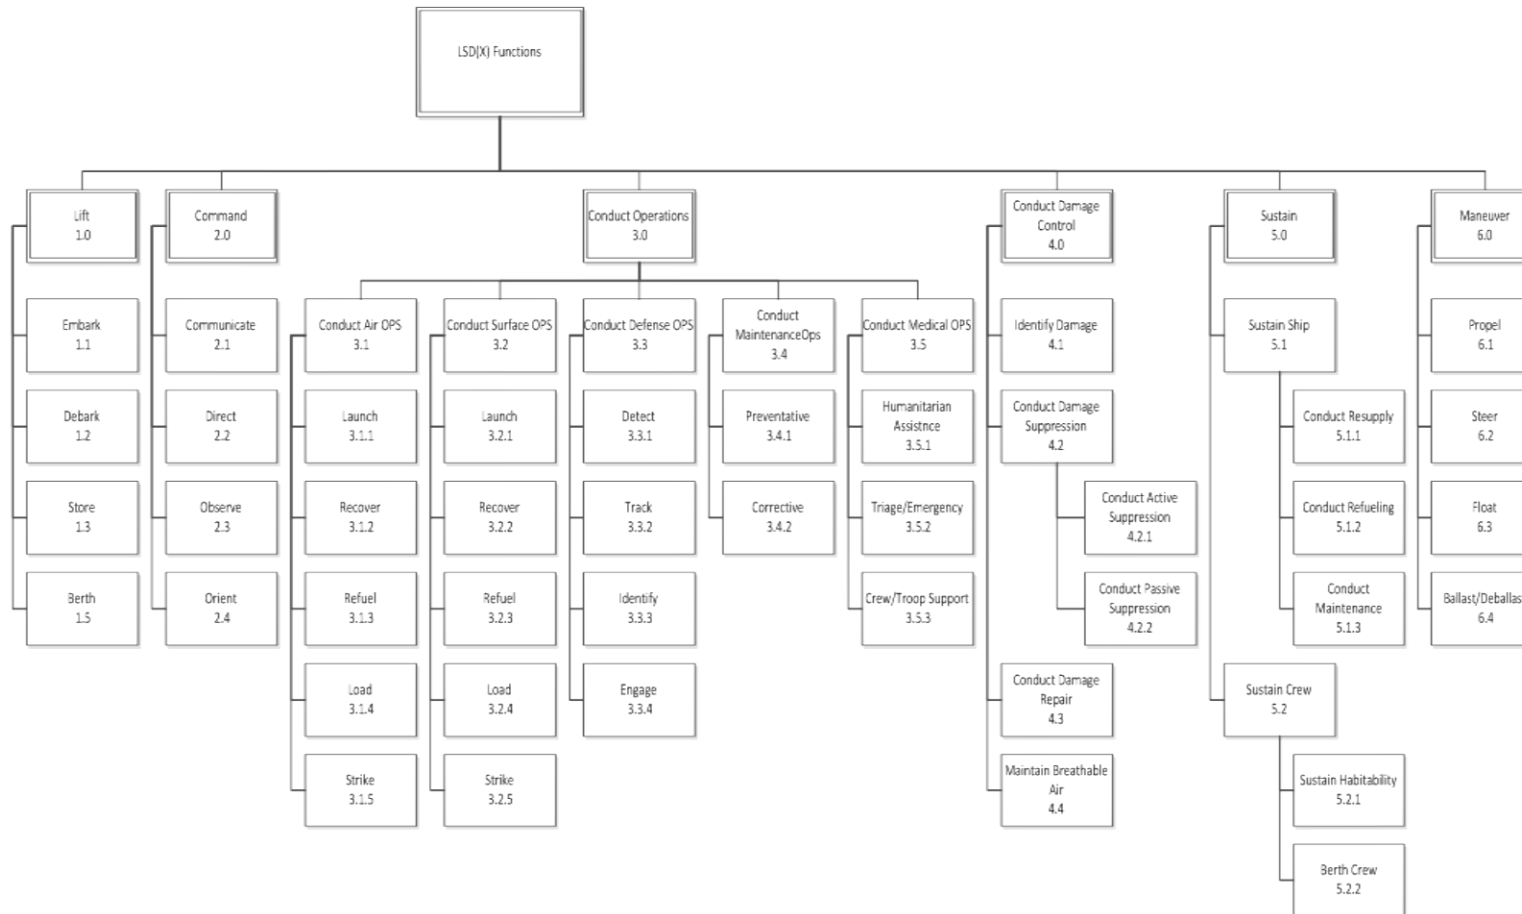 LSD(X) Functions
Lift
1.0
Command
2.0
Conduct Operations
3.0
Conduct Damage
Control
4.0
Sustain
5.0
Maneuver
6.0
Embark
1.1
Communicate
2.1
Conduct Air OPS
3.1
Conduct Surface OPS
3.2
Conduct Defense OPS
3.3
Conduct
MaintenanceOps
3.4
Conduct Medical OPS
3.5
Identify Damage
4.1
Sustain Ship
5.1
Propel
6.1
Debark
1.2
Direct
2.2
Launch
3.1.1
Launch
3.2.1
Detect
3.3.1
Preventative
3.4.1
Humanitarian
Assistnce
3.5.1
Conduct Damage
Suppression
4.2
Conduct Resupply
5.1.1
Steer
6.2
Store
1.3
Observe
2.3
Recover
3.1.2
Recover
3.2.2
Track
3.3.2
Corrective
3.4.2
Triage/Emergency
3.5.2
Conduct Active
Suppression
4.2.1
Conduct Refueling
5.1.2
Float
6.3
Berth
1.5
Orient
2.4
Refuel
3.1.3
Refuel
3.2.3
Identify
3.3.3
Crew/Troop Support
3.5.3
Conduct Passive
Suppression
4.2.2
Conduct
Maintenance
5.1.3
Ballast/Deballas
6.4
Load
3.1.4
Load
3.2.4
Engage
3.3.4
Conduct Damage
Repair
4.3
Sustain Crew
5.2
Strike
3.1.5
Strike
3.2.5
Maintain Breathable
Air
4.4
Sustain Habitability
5.2.1
Berth Crew
5.2.2